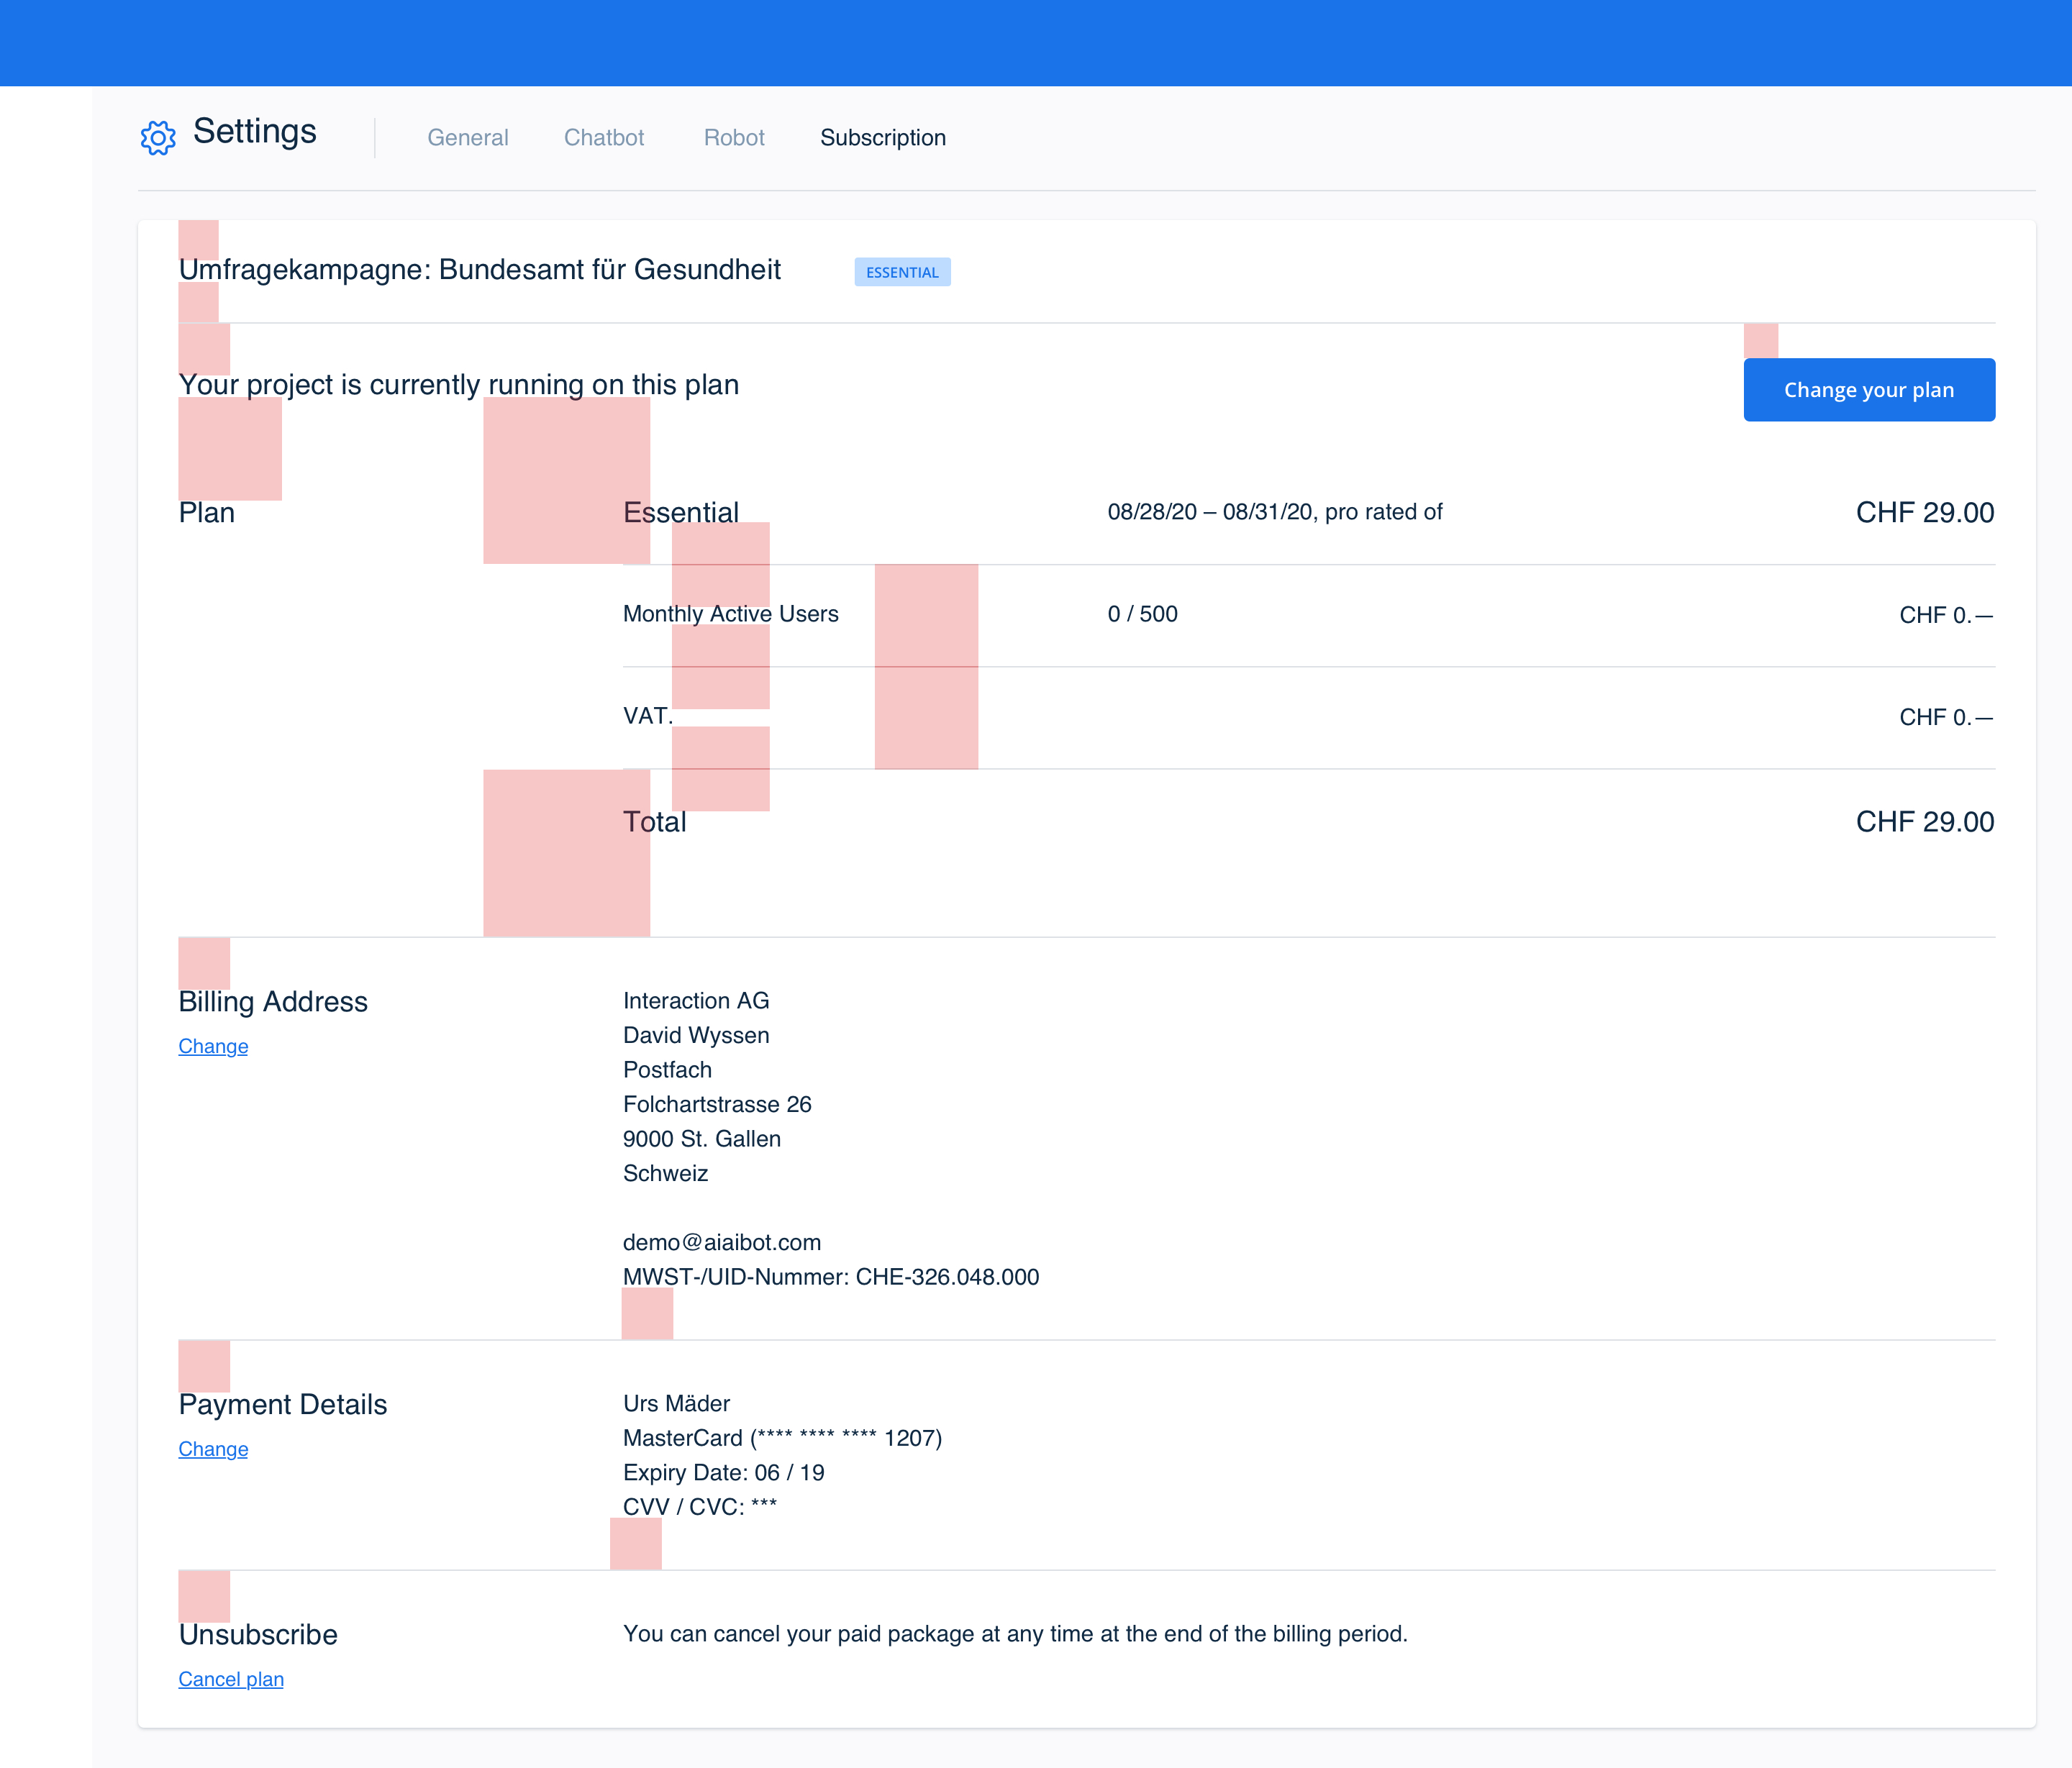 Settings
General
Chatbot
Robot
Subscription
Umfragekampagne: Bundesamt für Gesundheit
ESSENTIAL
Your project is currently running on this plan
Change your plan
Plan
Essential
08/28/20 – 08/31/20, pro rated of
CHF 29.00
Monthly Active Users
0 / 500
CHF 0.—
VAT.
CHF 0.—
Total
CHF 29.00
Billing Address
Change
Interaction AG
David Wyssen
Postfach
Folchartstrasse 26
9000 St. Gallen
Schweiz
demo@aiaibot.com
MWST-/UID-Nummer: CHE-326.048.000
Payment Details
Change
Urs Mäder
MasterCard (**** **** **** 1207)
Expiry Date: 06 / 19
CVV / CVC: ***
Unsubscribe
Cancel plan
You can cancel your paid package at any time at the end of the billing period.